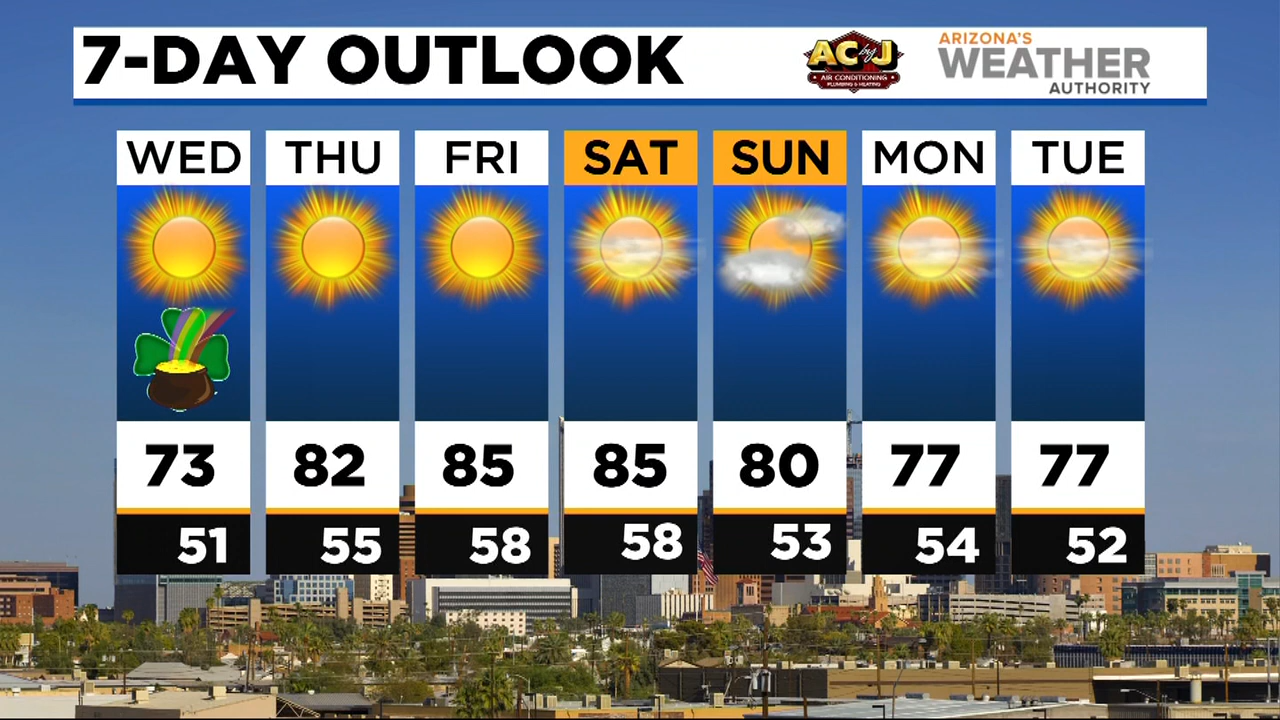 7-DAY OUTLOOK
AC by J
AIR CONDITIONING
PLUMBING & HEATING
ARIZONA'S
WEATHER
AUTHORITY
WED THU FRI SAT SUN MON TUE
73 82 85 85 80 77 77
51 55 58 58 53 54 52